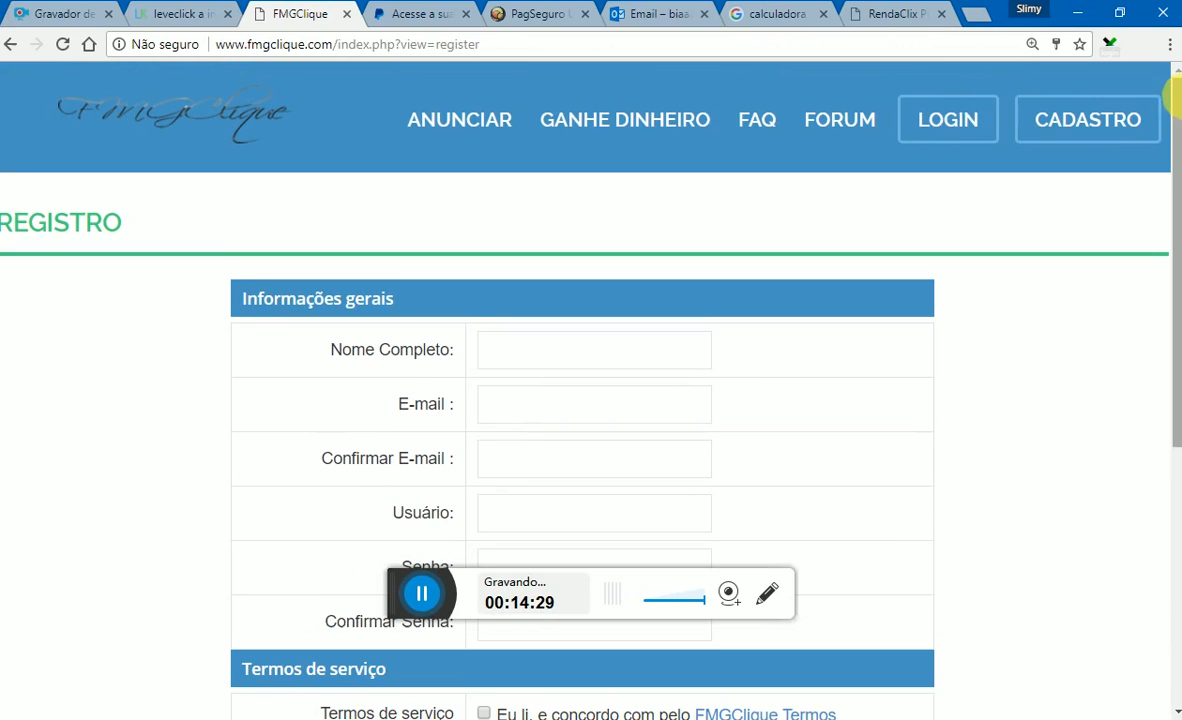 Gravador de
leveclick a in
FMGClique
Acesse a sua
PagSeguro U
Email – biaa
calculadora
RendaClix P
Slimy
Não seguro
www.fmgclique.com/index.php?view=register
FMGClique
ANUNCIAR
GANHE DINHEIRO
FAQ
FORUM
LOGIN
CADASTRO
REGISTRO
Informações gerais
Nome Completo:
E-mail :
Confirmar E-mail :
Usuário:
Senha:
Gravando...
00:14:29
Confirmar Senha:
Termos de serviço
Termos de serviço
Eu li, e concordo com pelo FMGClique Termos